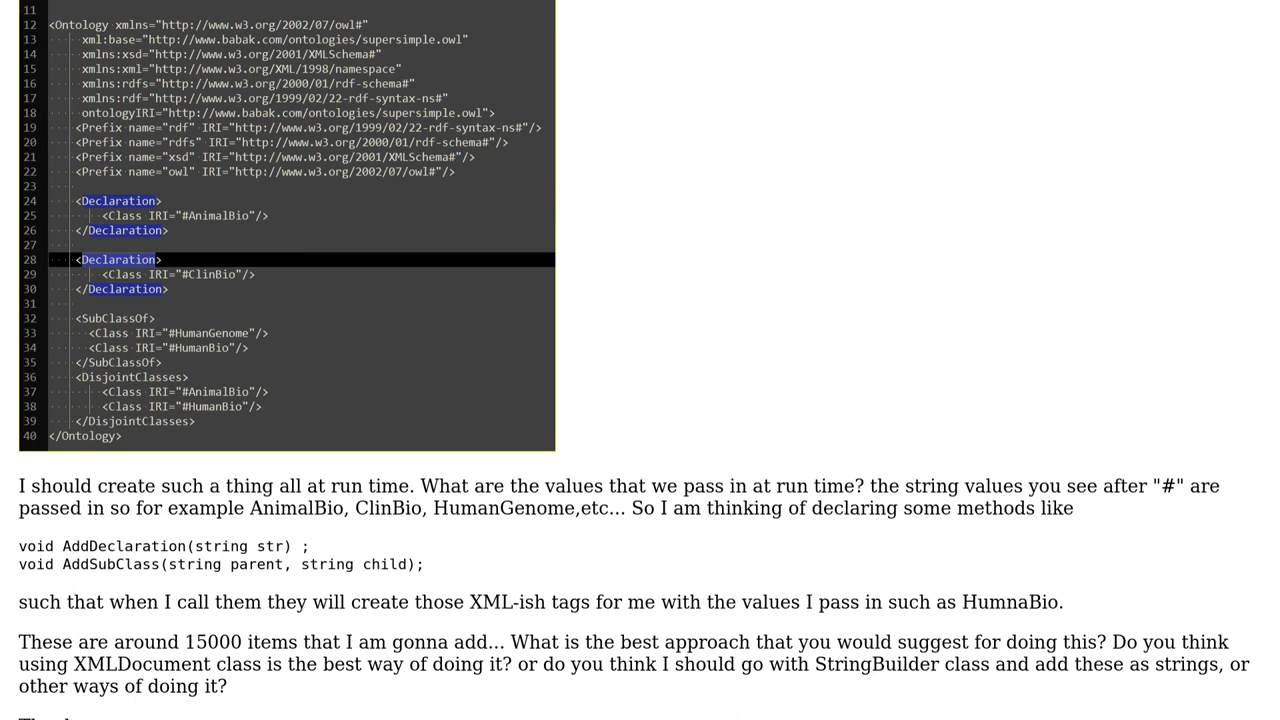 11
12 <Ontology xmlns="http://www.w3.org/2002/07/owl#"
13 xml:base="http://www.babak.com/ontologies/supersimple.owl"
14 xmlns:xsd="http://www.w3.org/2001/XMLSchema#"
15 xmlns:xml="http://www.w3.org/XML/1998/namespace"
16 xmlns:rdfs="http://www.w3.org/2000/01/rdf-schema#"
17 xmlns:rdf="http://www.w3.org/1999/02/22-rdf-syntax-ns#"
18 ontologyIRI="http://www.babak.com/ontologies/supersimple.owl">
19 <Prefix name="rdf" IRI="http://www.w3.org/1999/02/22-rdf-syntax-ns#"/>
20 <Prefix name="rdfs" IRI="http://www.w3.org/2000/01/rdf-schema#"/>
21 <Prefix name="xsd" IRI="http://www.w3.org/2001/XMLSchema#"/>
22 <Prefix name="owl" IRI="http://www.w3.org/2002/07/owl#"/>
23
24 <Declaration>
25 <Class IRI="#AnimalBio"/>
26 </Declaration>
27
28 <Declaration>
29 <Class IRI="#ClinBio"/>
30 </Declaration>
31
32 <SubClassOf>
33 <Class IRI="#HumanGenome"/>
34 <Class IRI="#HumanBio"/>
35 </SubClassOf>
36 <DisjointClasses>
37 <Class IRI="#AnimalBio"/>
38 <Class IRI="#HumanBio"/>
39 </DisjointClasses>
40 </Ontology>
I should create such a thing all at run time. What are the values that we pass in at run time? the string values you see after "#" are
passed in so for example AnimalBio, ClinBio, HumanGenome,etc... So I am thinking of declaring some methods like
void AddDeclaration(string str) ;
void AddSubClass(string parent, string child);
such that when I call them they will create those XML-ish tags for me with the values I pass in such as HumnaBio.
These are around 15000 items that I am gonna add... What is the best approach that you would suggest for doing this? Do you think
using XMLDocument class is the best way of doing it? or do you think I should go with StringBuilder class and add these as strings, or
other ways of doing it?